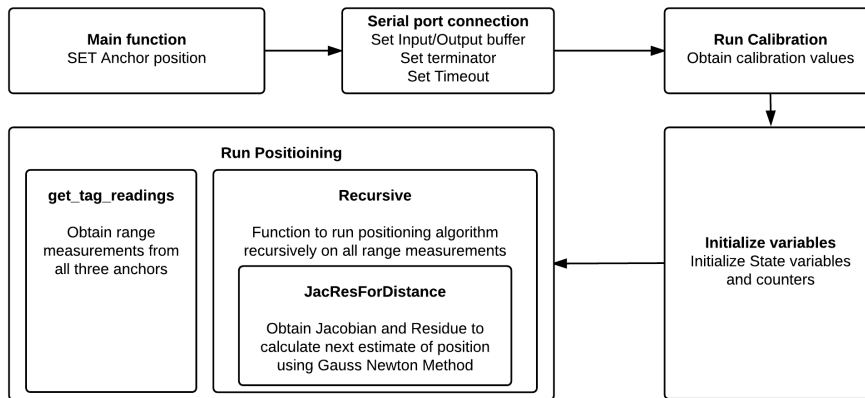 Main function
SET Anchor position
Serial port connection
Set Input/Output buffer
Set terminator
Set Timeout
Run Calibration
Obtain calibration values
Initialize variables
Initialize State variables
and counters
Run Positioining
get_tag_readings
Obtain range
measurements from
all three anchors
Recursive
Function to run positioning algorithm
recursively on all range measurements
JacResForDistance
Obtain Jacobian and Residue to
calculate next estimate of position
using Gauss Newton Method